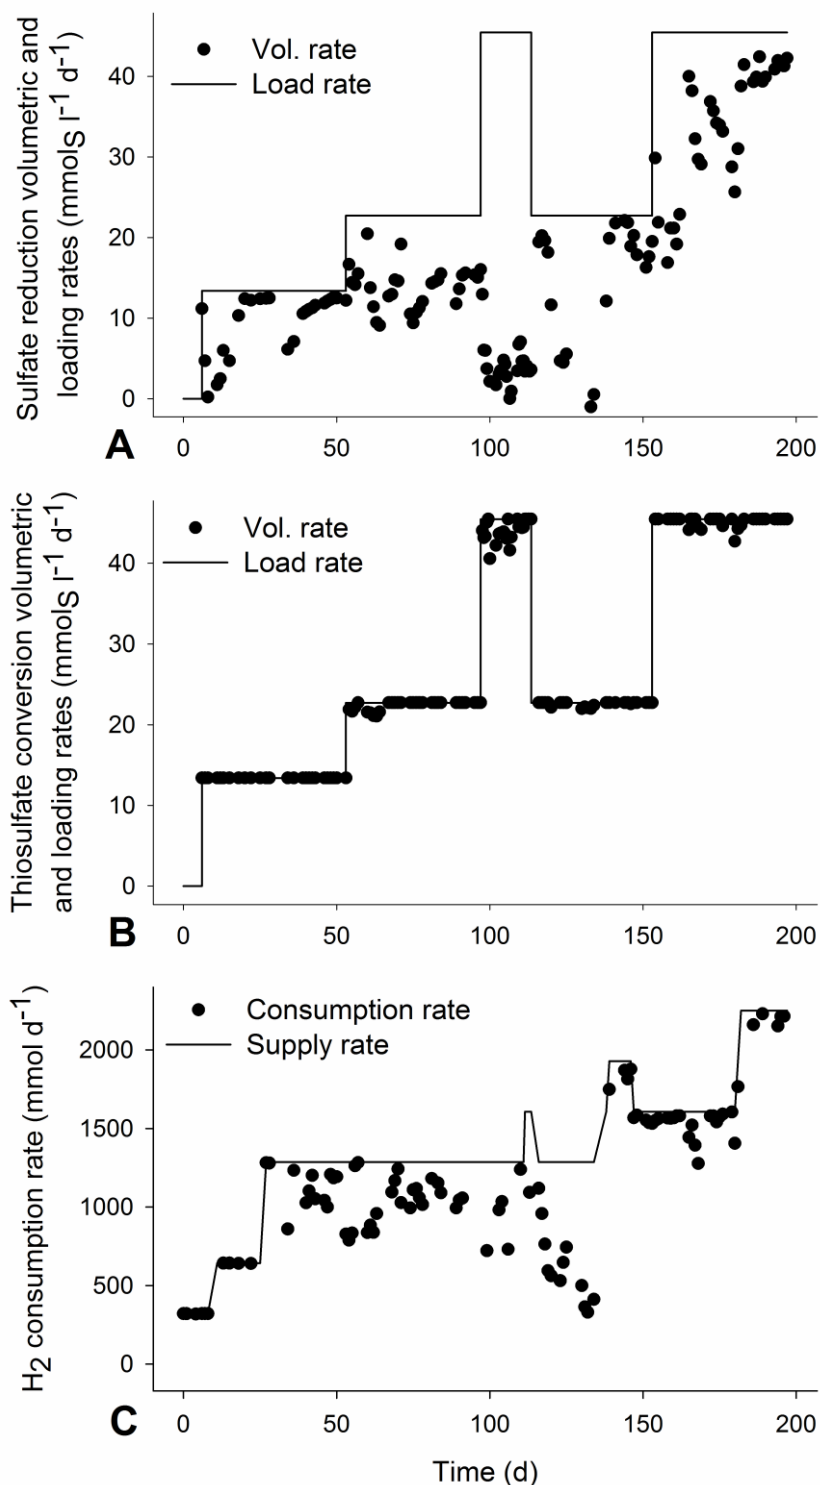 Sulfate reduction volumetric and
loading rates (mmolS l-1 d-1)
Vol. rate
Load rate
40
30
20
10
0
A
0 50 100 150 200
Thiosulfate conversion volumetric
and loading rates (mmolS l-1 d-1)
Vol. rate
Load rate
40
30
20
10
0
B
0 50 100 150 200
H2 consumption rate (mmol d-1)
Consumption rate
Supply rate
2000
1500
1000
500
0
C
0 50 100 150 200
Time (d)